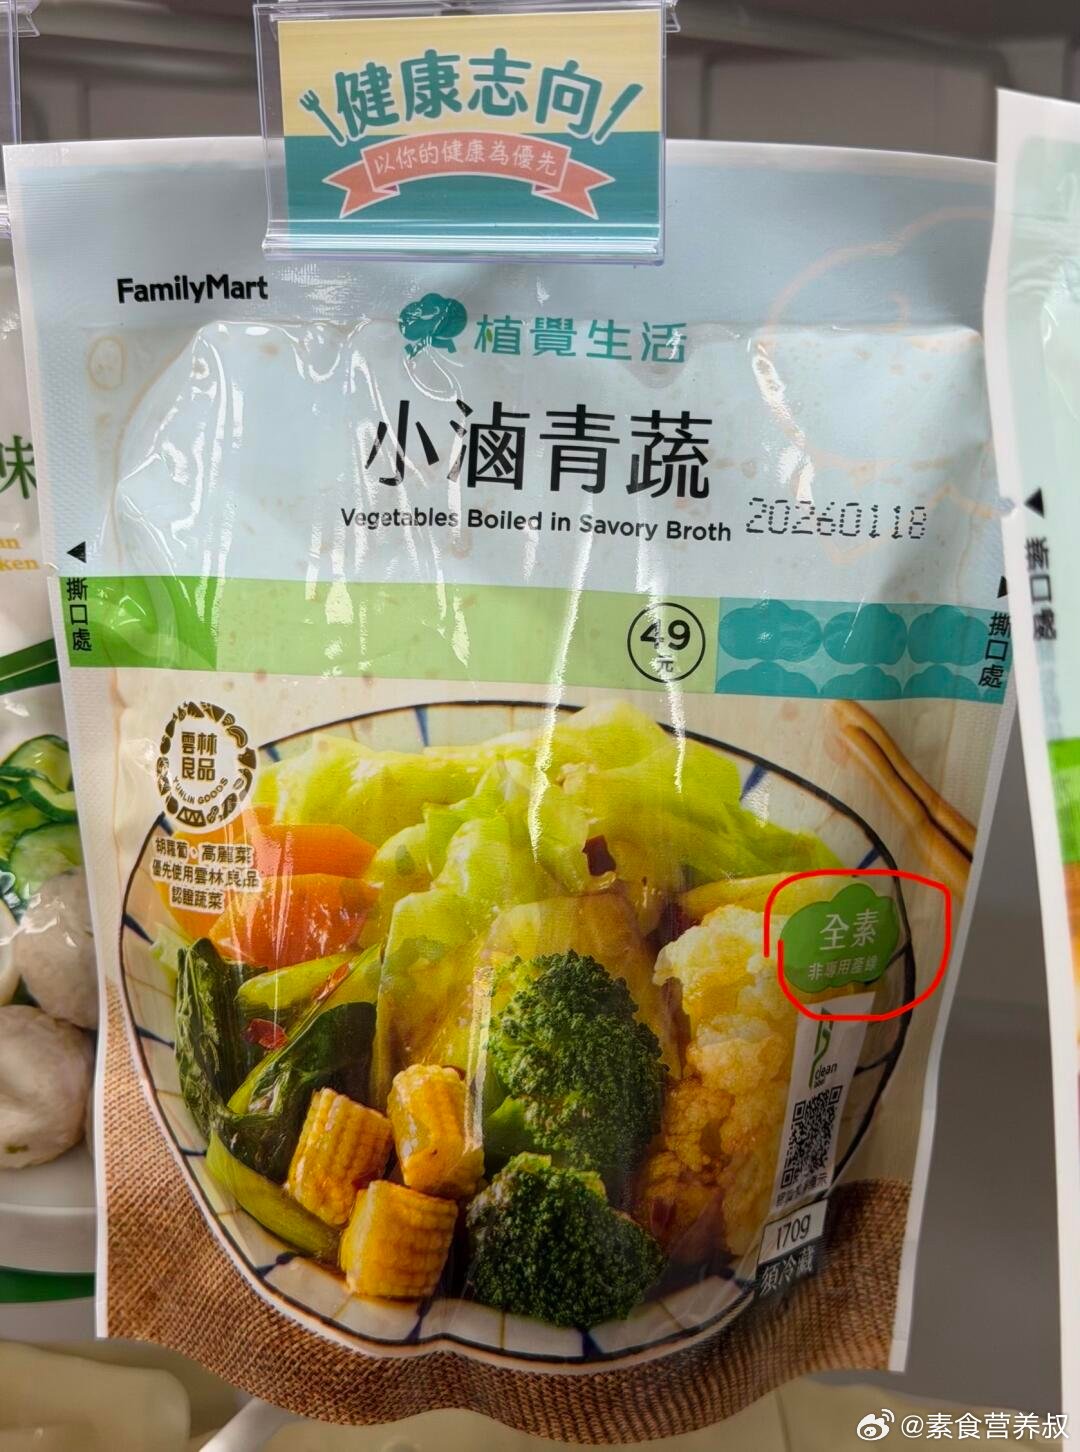 健康志向
以你的健康為優先
FamilyMart
植覺生活
小滷青蔬
Vegetables Boiled in Savory Broth
20260118
味
撕口處
撕口處
49
元
雲林
良品
YUNLIN GOODS
胡蘿蔔·高麗菜
優先使用雲林良品
認證蔬菜
全素
非專用產線
clean
label
170g
須冷藏
@素食营养叔